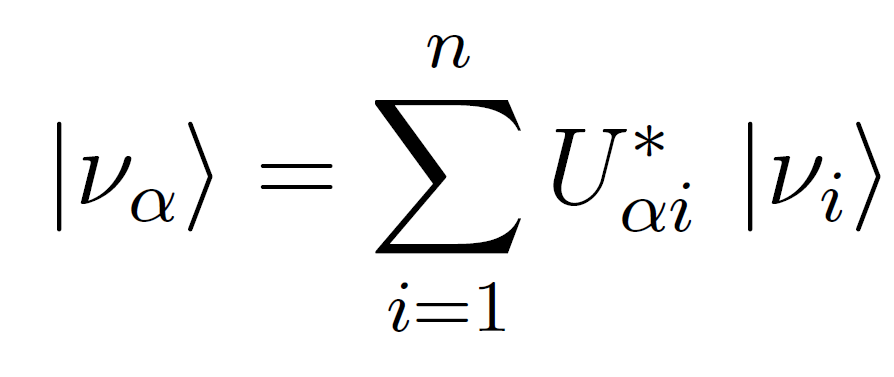 |ν_α⟩ = ∑_{i=1}^{n} U^*_{αi} |ν_i⟩